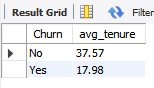 Result Grid Filter
Churn avg_tenure
No 37.57
Yes 17.98